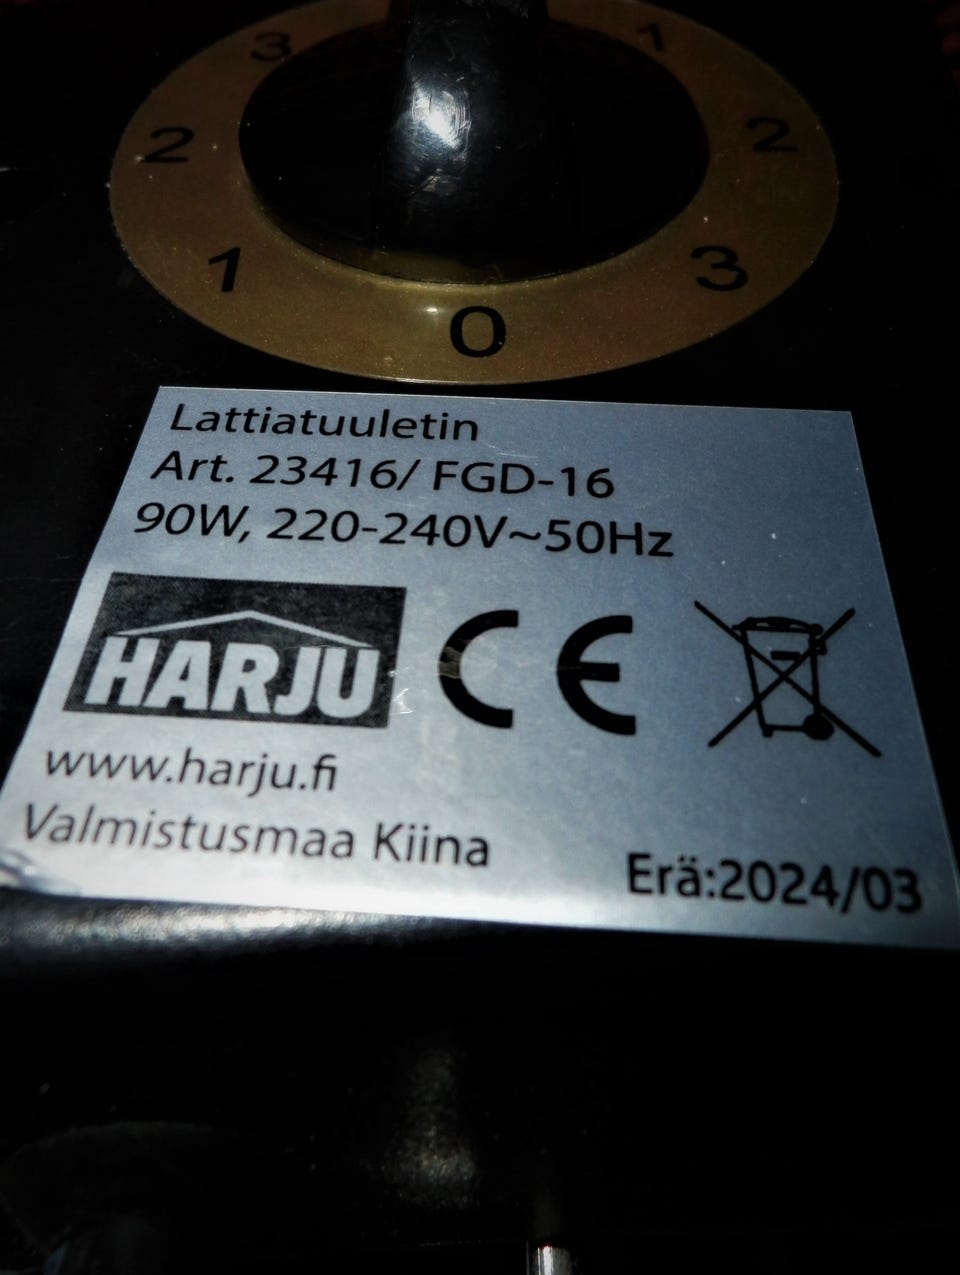 3 1
2 2
1 3
0
Lattiatuuletin
Art. 23416/ FGD-16
90W, 220-240V~50Hz
HARJU CE
www.harju.fi
Valmistusmaa Kiina
Erä:2024/03